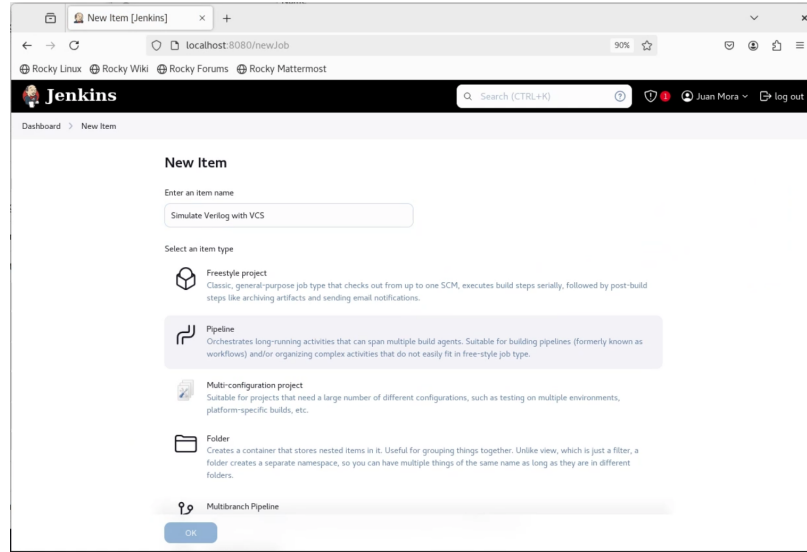 New Item [Jenkins]
localhost:8080/newJob
90%
Rocky Linux Rocky Wiki Rocky Forums Rocky Mattermost
Jenkins
Search (CTRL+K)
1
Juan Mora
log out
Dashboard > New Item
New Item
Enter an item name
Simulate Verilog with VCS
Select an item type
Freestyle project
Classic, general-purpose job type that checks out from up to one SCM, executes build steps serially, followed by post-build
steps like archiving artifacts and sending email notifications.
Pipeline
Orchestrates long-running activities that can span multiple build agents. Suitable for building pipelines (formerly known as
workflows) and/or organizing complex activities that do not easily fit in free-style job type.
Multi-configuration project
Suitable for projects that need a large number of different configurations, such as testing on multiple environments,
platform-specific builds, etc.
Folder
Creates a container that stores nested items in it. Useful for grouping things together. Unlike view, which is just a filter, a
folder creates a separate namespace, so you can have multiple things of the same name as long as they are in different
folders.
Multibranch Pipeline
OK